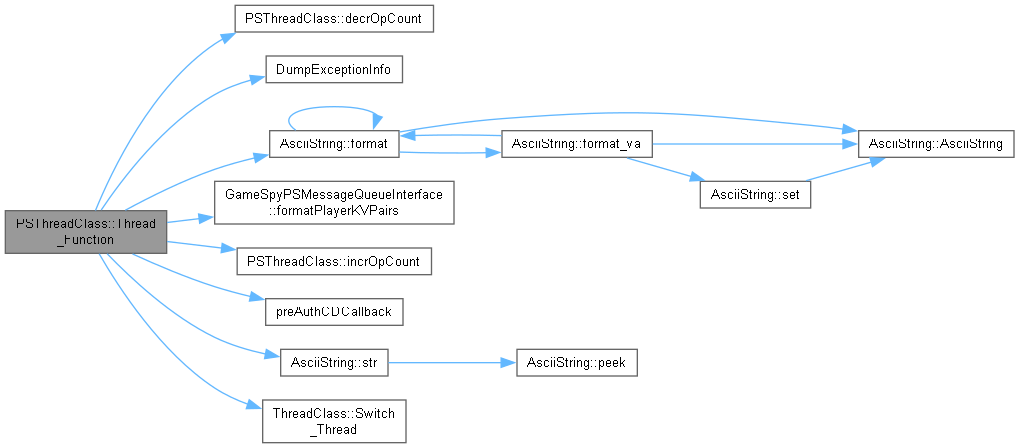 PSThreadClass::decrOpCount
DumpExceptionInfo
AsciiString::format
AsciiString::format_va
AsciiString::AsciiString
AsciiString::set
GameSpyPSMessageQueueInterface
::formatPlayerKVPairs
PSThreadClass::Thread
_Function
PSThreadClass::incrOpCount
preAuthCDCallback
AsciiString::str
AsciiString::peek
ThreadClass::Switch
_Thread